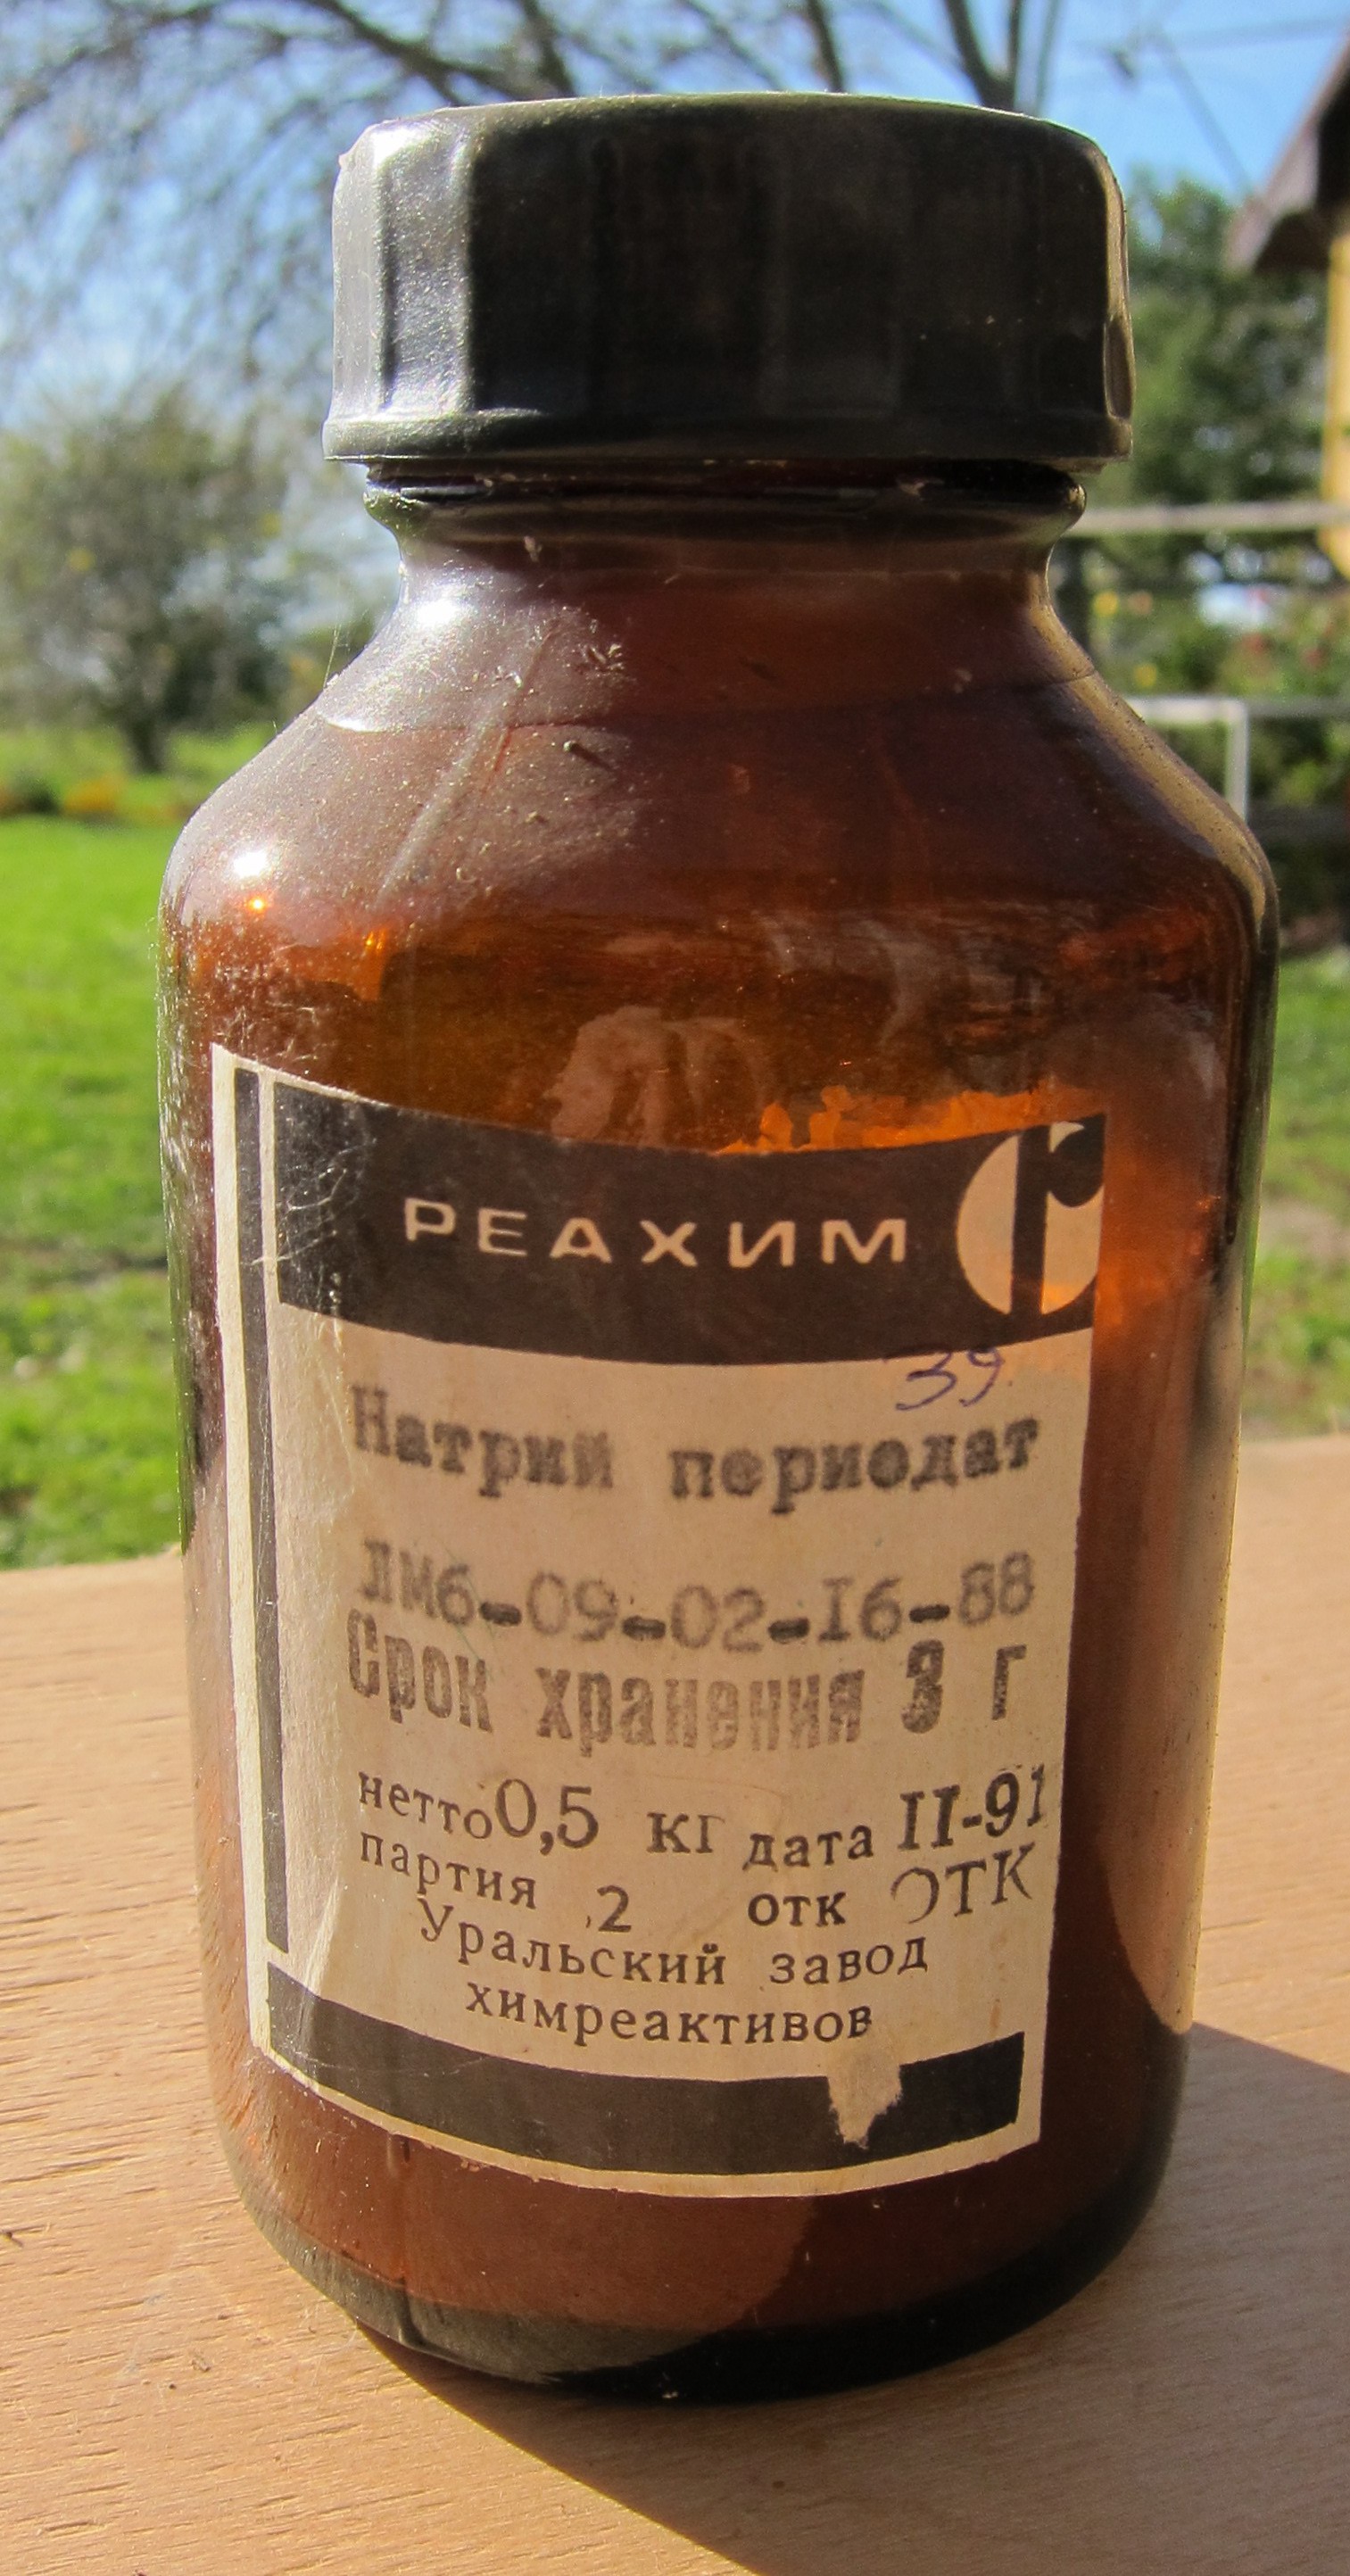 РЕАХИМ
39
Натрий периодат
ДМ6-09-02-16-88
Срок хранения 3 г
нетто 0,5 кг дата II-91
партия 2 отк ОТК
Уральский завод
химреактивов